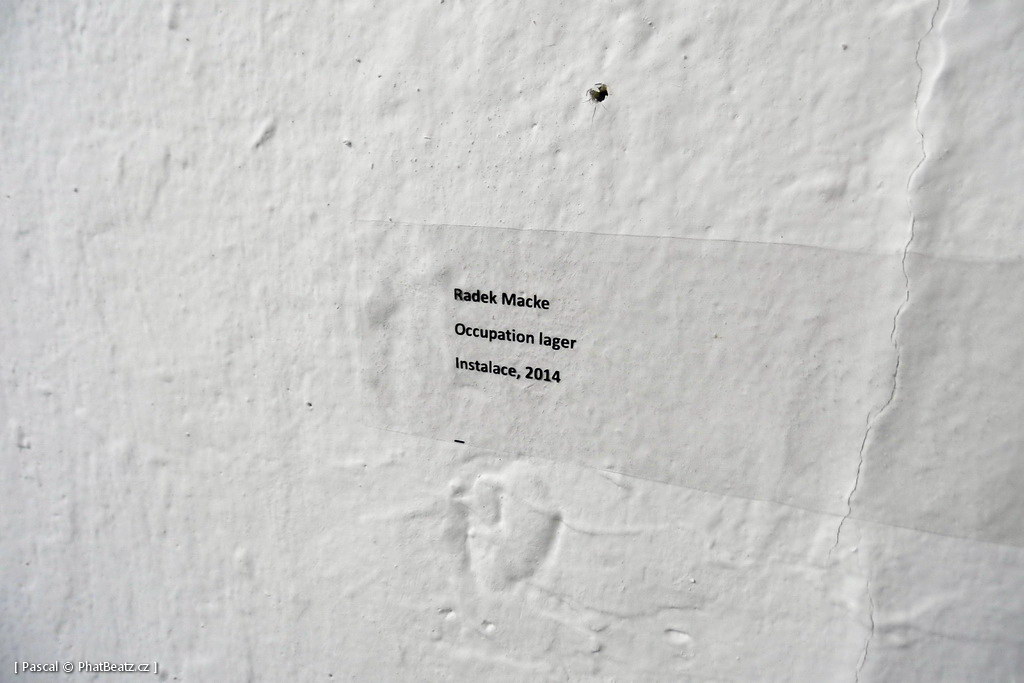 Radek Macke
Occupation lager
Instalace, 2014
_
[ Pascal © PhatBeatz.cz ]